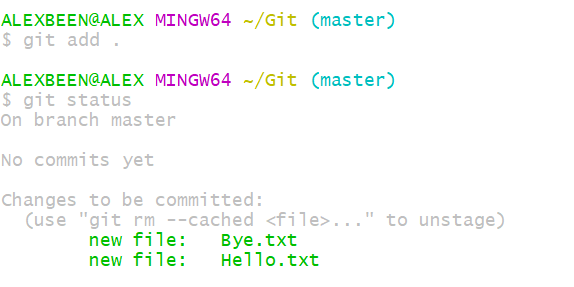 ALEXBEEN@ALEX MINGW64 ~/Git (master)
$ git add .
ALEXBEEN@ALEX MINGW64 ~/Git (master)
$ git status
On branch master
No commits yet
Changes to be committed:
(use "git rm --cached <file>..." to unstage)
new file: Bye.txt
new file: Hello.txt